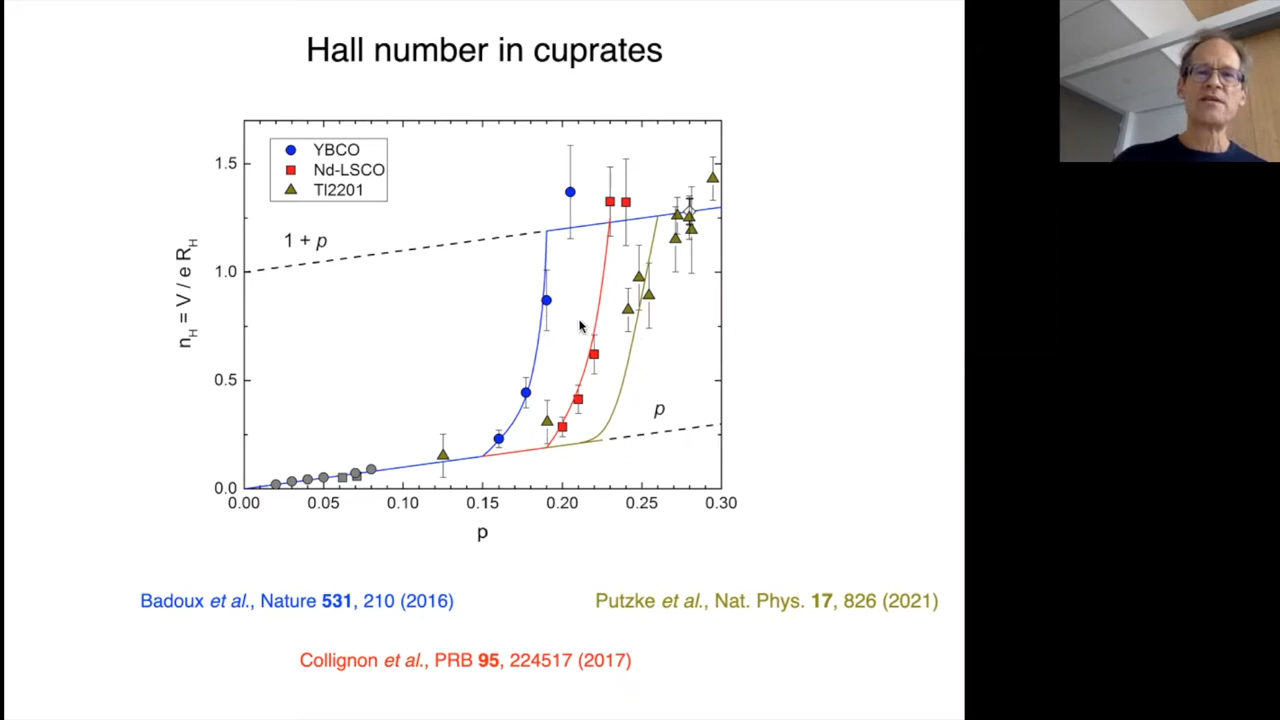 Hall number in cuprates
YBCO
Nd-LSCO
Tl2201
1 + p
p
n_H = V / e R_H
1.5
1.0
0.5
0.0
0.00 0.05 0.10 0.15 0.20 0.25 0.30
p
Badoux et al., Nature 531, 210 (2016)
Putzke et al., Nat. Phys. 17, 826 (2021)
Collignon et al., PRB 95, 224517 (2017)